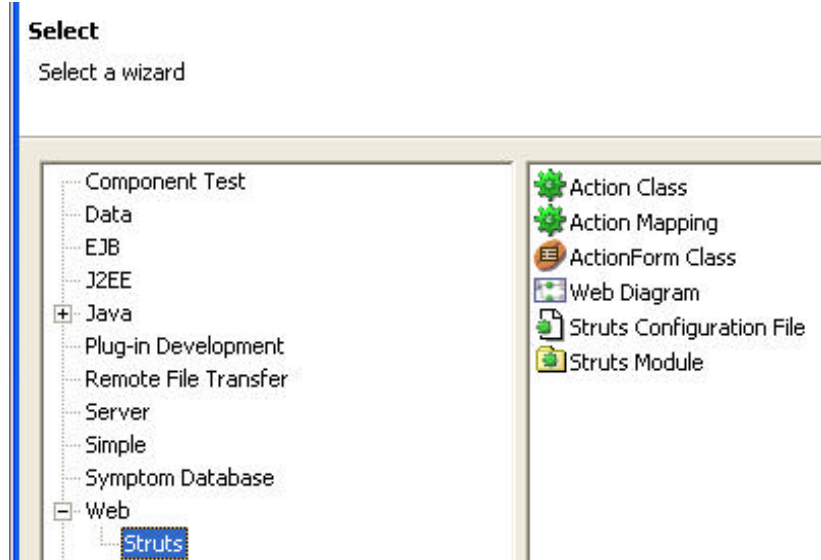 Select
Select a wizard
Component Test
Data
EJB
J2EE
Java
Plug-in Development
Remote File Transfer
Server
Simple
Symptom Database
Web
Struts
Action Class
Action Mapping
ActionForm Class
Web Diagram
Struts Configuration File
Struts Module